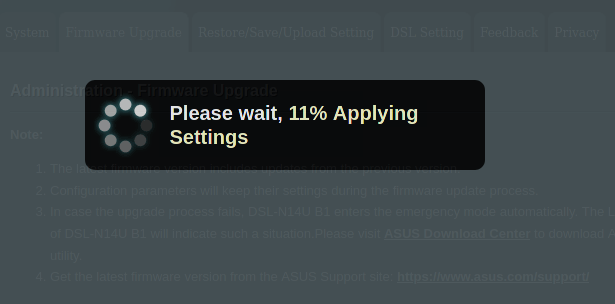 System Firmware Upgrade Restore/Save/Upload Setting DSL Setting Feedback Privacy
Administration - Firmware Upgrade
Please wait, 11% Applying
Settings
Note:
1. The latest firmware version includes updates from the previous version.
2. Configuration parameters will keep their settings during the firmware update process.
3. In case the upgrade process fails, DSL-N14U B1 enters the emergency mode automatically. The L
of DSL-N14U B1 will indicate such a situation.Please visit ASUS Download Center to download A
utility.
4. Get the latest firmware version from the ASUS Support site: https://www.asus.com/support/